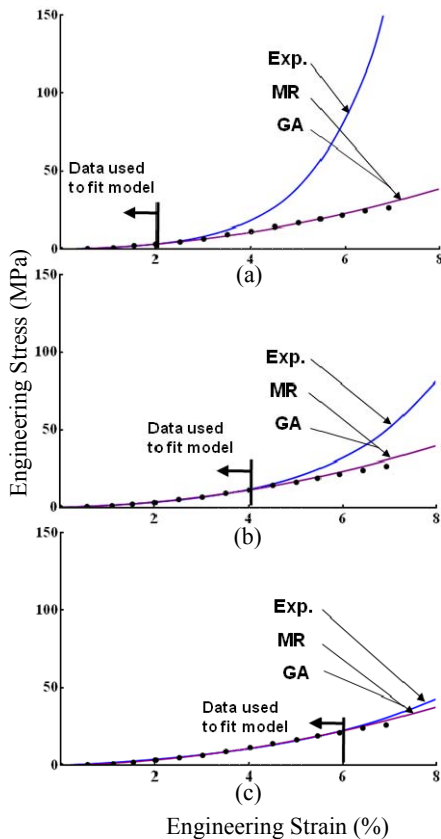 150
Exp.
MR
100
GA
Data used
to fit model
50
0
2
4
6
8
(a)
150
Exp.
100
MR
GA
Data used
to fit model
50
0
2
4
6
8
(b)
150
Exp.
100
MR
GA
Data used
to fit model
50
0
2
4
6
8
(c)
Engineering Stress (MPa)
Engineering Strain (%)